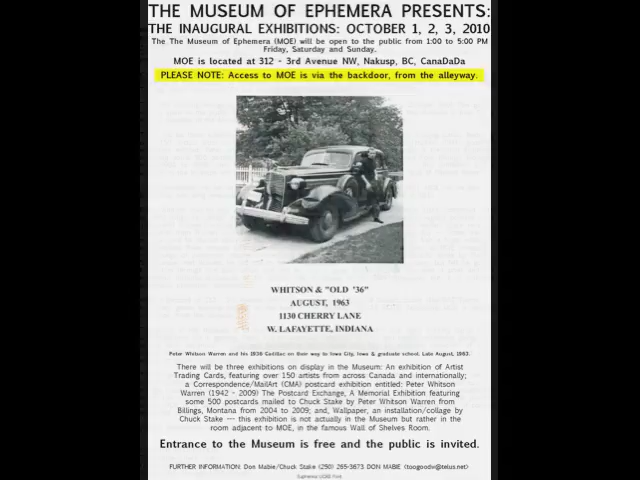 THE MUSEUM OF EPHEMERA PRESENTS:
THE INAUGURAL EXHIBITIONS: OCTOBER 1, 2, 3, 2010
The The Museum of Ephemera (MOE) will be open to the public from 1:00 to 5:00 PM
Friday, Saturday and Sunday.
MOE is located at 312 - 3rd Avenue NW, Nakusp, BC, CanaDaDa
PLEASE NOTE: Access to MOE is via the backdoor, from the alleyway.
WHITSON & "OLD '36"
AUGUST, 1963
1130 CHERRY LANE
W. LAFAYETTE, INDIANA
Peter Whitson Warren and his 1936 Cadillac on their way to Iowa City, Iowa & graduate school, Late August, 1963.
There will be three exhibitions on display in the Museum: An exhibition of Artist
Trading Cards, featuring over 150 artists from across Canada and internationally;
a Correspondence/MailArt (CMA) postcard exhibition entitled: Peter Whitson
Warren (1942 - 2009) The Postcard Exchange, A Memorial Exhibition featuring
some 500 postcards mailed to Chuck Stake by Peter Whitson Warren from
Billings, Montana from 2004 to 2009; and, Wallpaper, an installation/collage by
Chuck Stake — this exhibition is not actually in the Museum but rather in the
room adjacent to MOE, in the famous Wall of Shelves Room.
Entrance to the Museum is free and the public is invited.
FURTHER INFORMATION: Don Mabie/Chuck Stake (250) 265-3673 DON MABIE (toogoodv@telus.net)